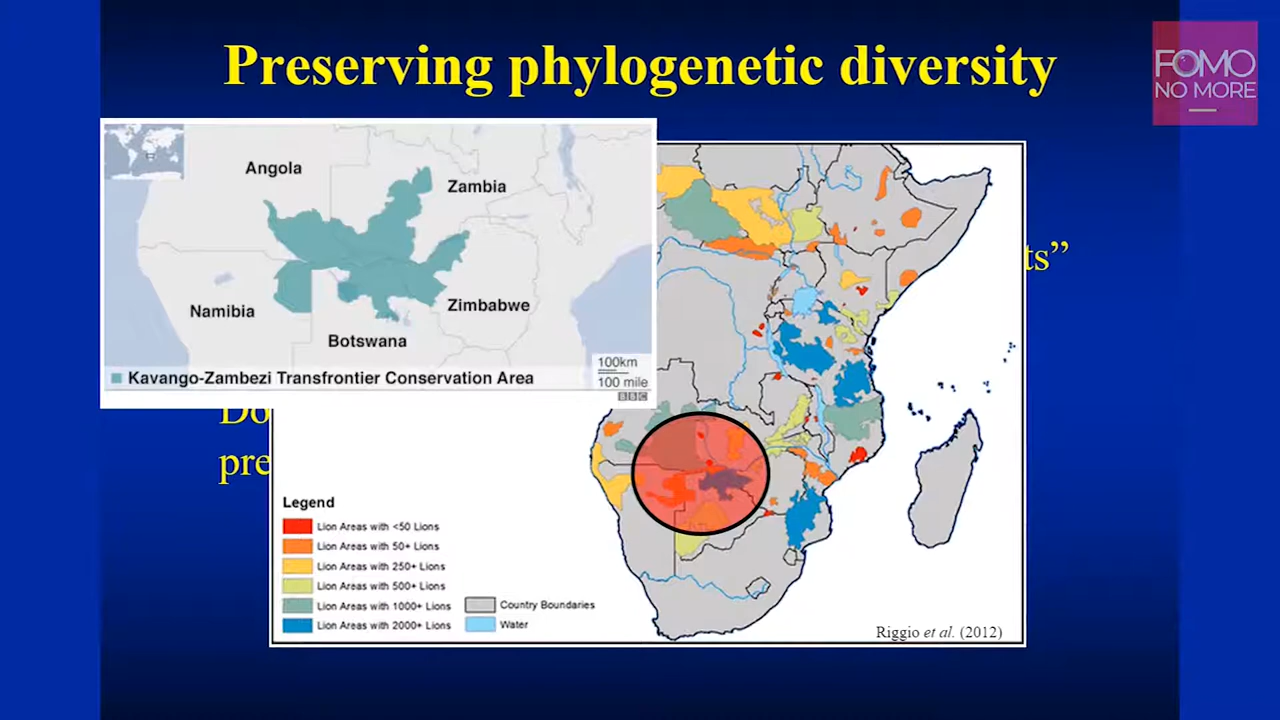 Preserving phylogenetic diversity
FOMO
NO MORE
Angola
Zambia
Namibia
Zimbabwe
Botswana
Kavango-Zambezi Transfrontier Conservation Area
100km
100 mile
BBC
ts”
Do
pre
Legend
Lion Areas with <50 Lions
Lion Areas with 50+ Lions
Lion Areas with 250+ Lions
Lion Areas with 500+ Lions
Lion Areas with 1000+ Lions
Lion Areas with 2000+ Lions
Country Boundaries
Water
Riggio et al. (2012)